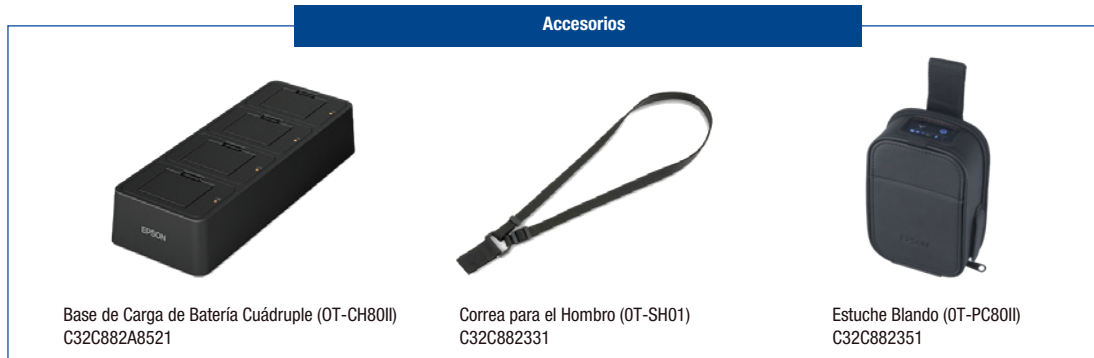 Accesorios
EPSON
EPSON
Base de Carga de Batería Cuádruple (OT-CH80II)
C32C882A8521
Correa para el Hombro (OT-SH01)
C32C882331
Estuche Blando (OT-PC80II)
C32C882351